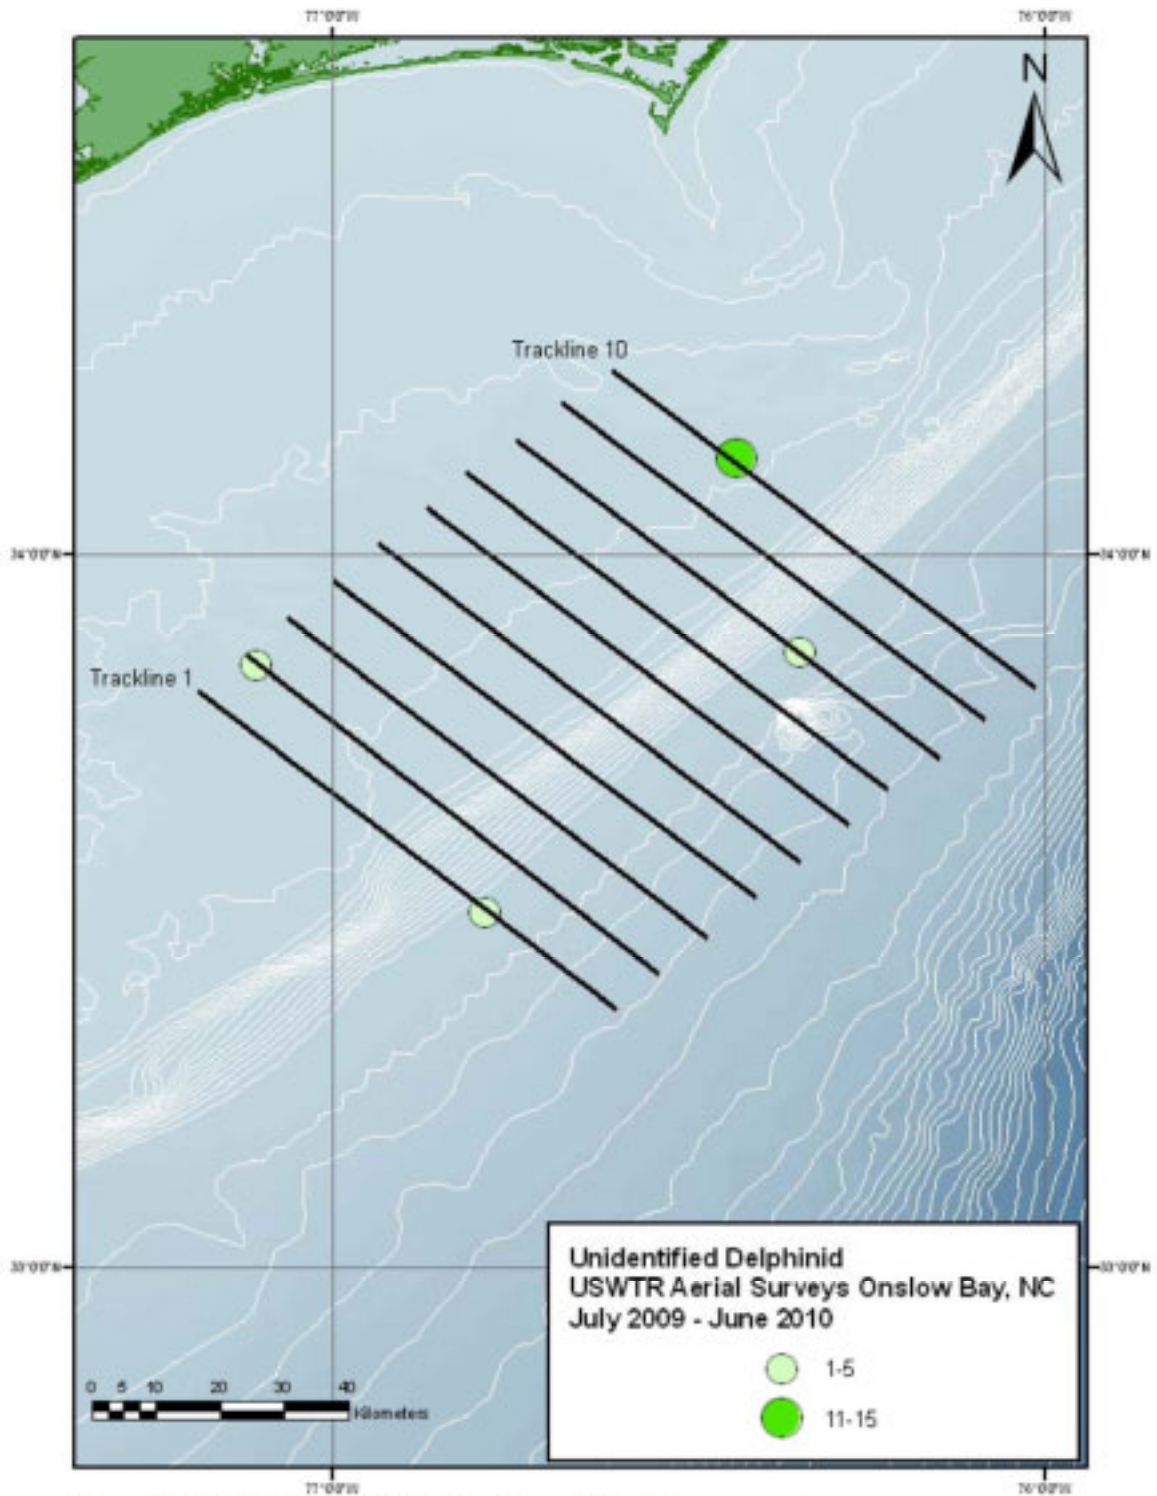 77°0'0"W 76°0'0"W
N
Trackline 10
34°0'0"N 34°0'0"N
Trackline 1
33°0'0"N 33°0'0"N
Unidentified Delphinid
USWTR Aerial Surveys Onslow Bay, NC
July 2009 - June 2010
1-5
11-15
0 5 10 20 30 40
Kilometers
77°0'0"W 76°0'0"W